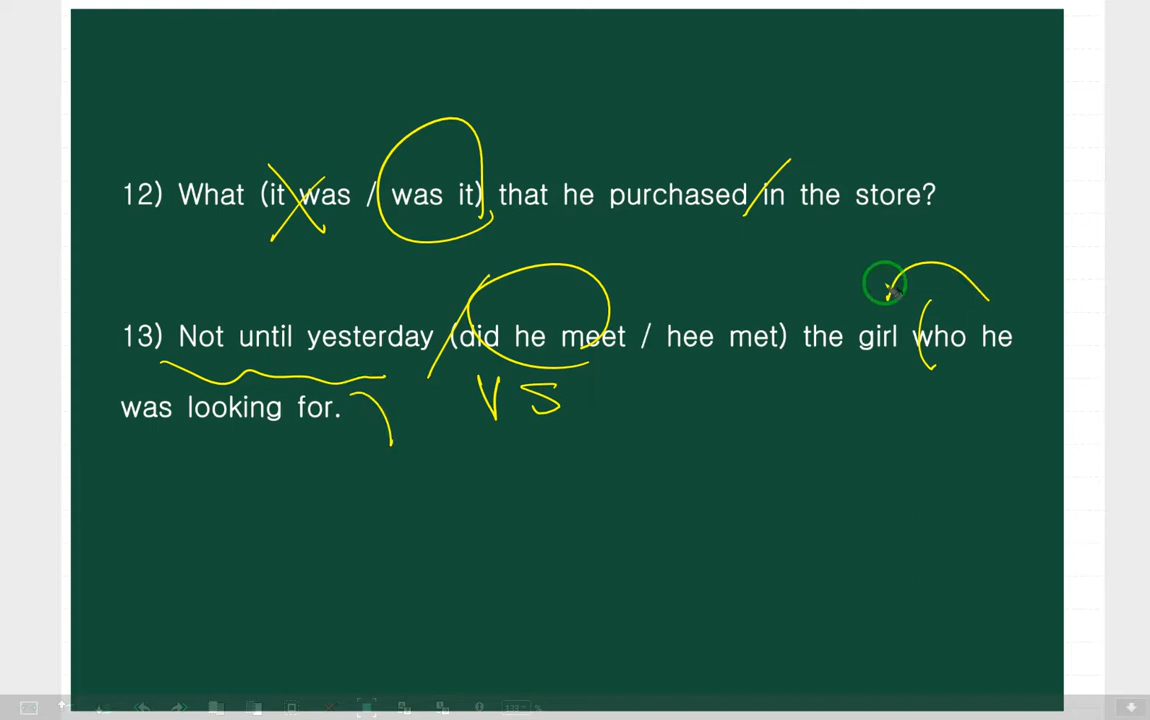 12) What (it was / was it) that he purchased in the store?
13) Not until yesterday (did he meet / hee met) the girl who he
was looking for.
V S